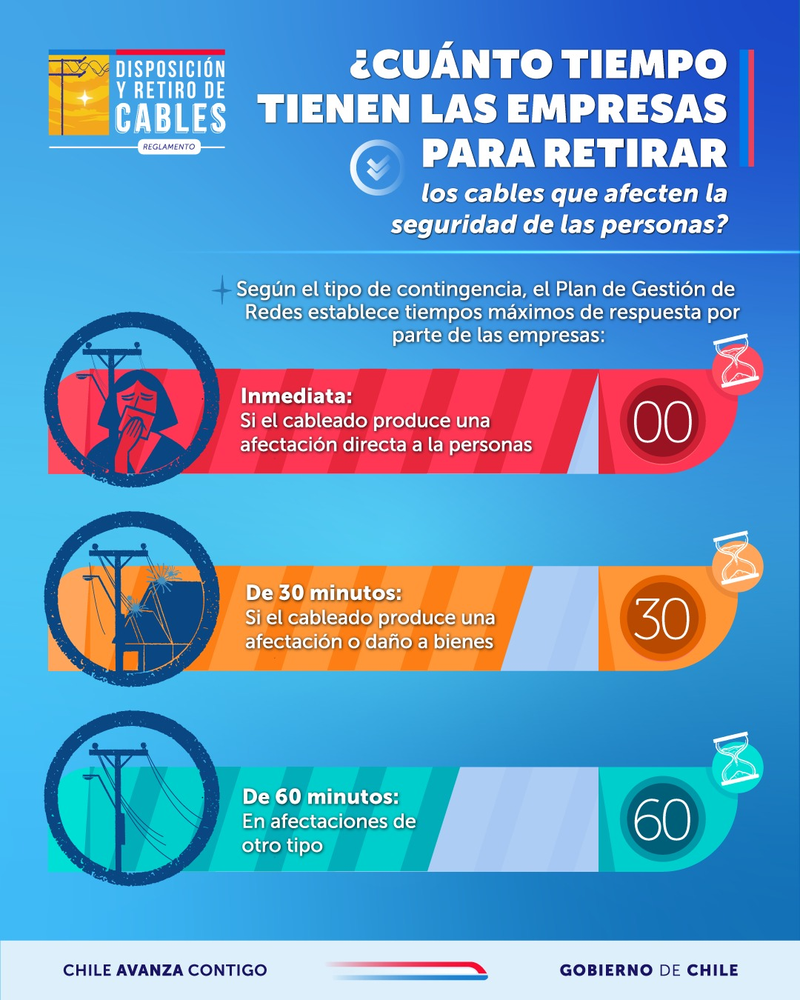 DISPOSICIÓN
Y RETIRO DE
CABLES
REGLAMENTO
¿CUÁNTO TIEMPO
TIENEN LAS EMPRESAS
PARA RETIRAR
los cables que afecten la
seguridad de las personas?
Según el tipo de contingencia, el Plan de Gestión de
Redes establece tiempos máximos de respuesta por
parte de las empresas:
Inmediata:
Si el cableado produce una
afectación directa a la personas
00
De 30 minutos:
Si el cableado produce una
afectación o daño a bienes
30
De 60 minutos:
En afectaciones de
otro tipo
60
CHILE AVANZA CONTIGO
GOBIERNO DE CHILE